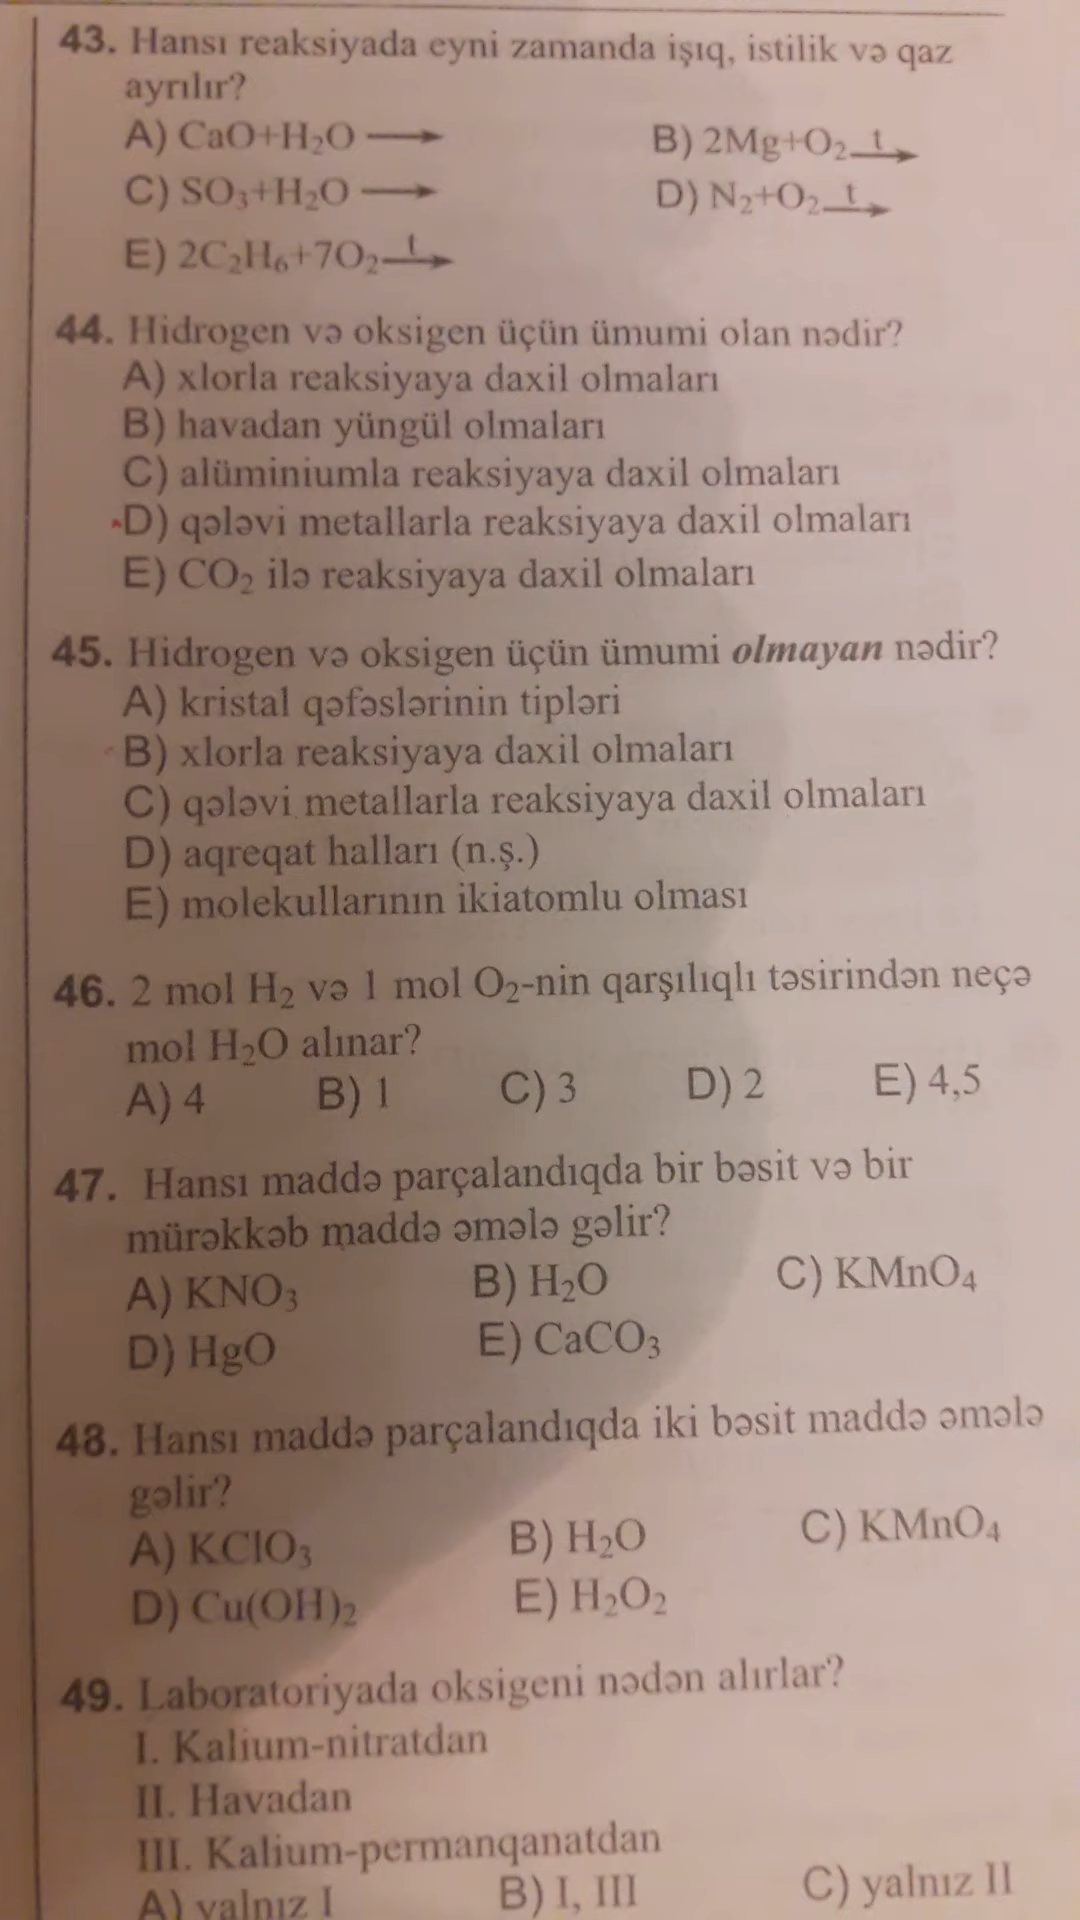 43. Hansı reaksiyada eyni zamanda işıq, istilik və qaz
ayrılır?
A) CaO+H₂O ⟶ B) 2Mg+O₂ —t→
C) SO₃+H₂O ⟶ D) N₂+O₂ —t→
E) 2C₂H₆+7O₂ —t→
44. Hidrogen və oksigen üçün ümumi olan nədir?
A) xlorla reaksiyaya daxil olmaları
B) havadan yüngül olmaları
C) alüminiumla reaksiyaya daxil olmaları
D) qələvi metallarla reaksiyaya daxil olmaları
E) CO₂ ilə reaksiyaya daxil olmaları
45. Hidrogen və oksigen üçün ümumi olmayan nədir?
A) kristal qəfəslərinin tipləri
B) xlorla reaksiyaya daxil olmaları
C) qələvi metallarla reaksiyaya daxil olmaları
D) aqreqat halları (n.ş.)
E) molekullarının ikiatomlu olması
46. 2 mol H₂ və 1 mol O₂-nin qarşılıqlı təsirindən neçə
mol H₂O alınar?
A) 4 B) 1 C) 3 D) 2 E) 4,5
47. Hansı maddə parçalandıqda bir bəsit və bir
mürəkkəb maddə əmələ gəlir?
A) KNO₃ B) H₂O C) KMnO₄
D) HgO E) CaCO₃
48. Hansı maddə parçalandıqda iki bəsit maddə əmələ
gəlir?
A) KClO₃ B) H₂O C) KMnO₄
D) Cu(OH)₂ E) H₂O₂
49. Laboratoriyada oksigeni nədən alırlar?
I. Kalium-nitratdan
II. Havadan
III. Kalium-permanqanatdan
A) yalnız I B) I, III C) yalnız II